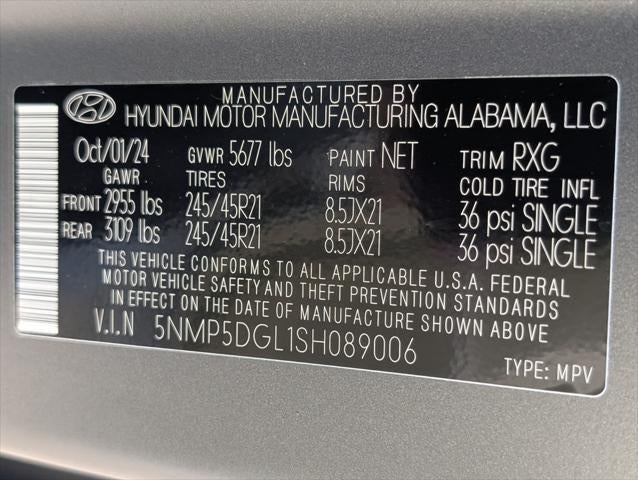 MANUFACTURED BY
HYUNDAI MOTOR MANUFACTURING ALABAMA, LLC
Oct/01/24 GVWR 5677 lbs PAINT NET TRIM RXG
GAWR TIRES RIMS COLD TIRE INFL
FRONT 2955 lbs 245/45R21 8.5JX21 36 psi SINGLE
REAR 3109 lbs 245/45R21 8.5JX21 36 psi SINGLE
THIS VEHICLE CONFORMS TO ALL APPLICABLE U.S.A. FEDERAL
MOTOR VEHICLE SAFETY AND THEFT PREVENTION STANDARDS
IN EFFECT ON THE DATE OF MANUFACTURE SHOWN ABOVE
V.I.N 5NMP5DGL1SH089006
TYPE: MPV